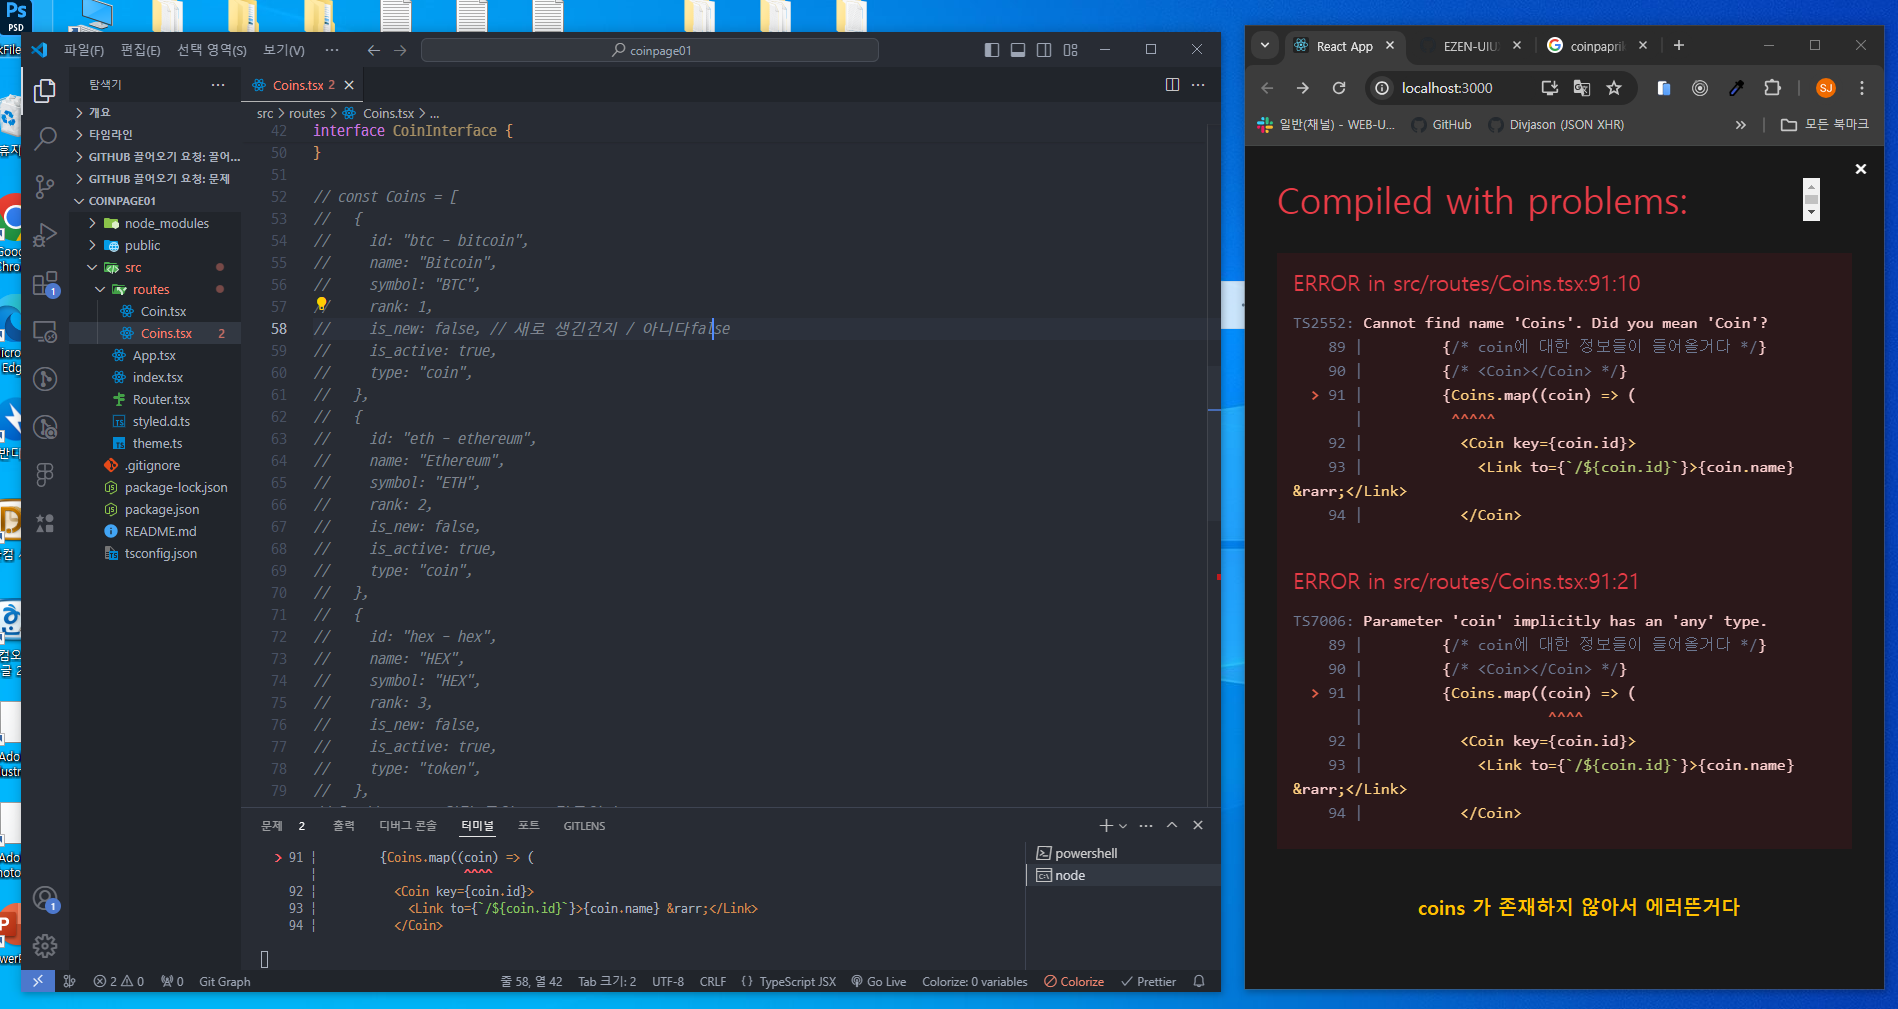 Ps
PSD
파일(F)
편집(E)
선택 영역(S)
보기(V)
coinpage01
탐색기
개요
타임라인
GITHUB 끌어오기 요청: 끌어...
GITHUB 끌어오기 요청: 문제
COINPAGE01
node_modules
public
src
routes
Coin.tsx
Coins.tsx 2
App.tsx
index.tsx
Router.tsx
styled.d.ts
theme.ts
.gitignore
package-lock.json
package.json
README.md
tsconfig.json
Coins.tsx 2
src > routes > Coins.tsx > ...
42 interface CoinInterface {
50 }
51
52 // const Coins = [
53 // {
54 // id: "btc - bitcoin",
55 // name: "Bitcoin",
56 // symbol: "BTC",
57 // rank: 1,
58 // is_new: false, // 새로 생긴건지 / 아니다false
59 // is_active: true,
60 // type: "coin",
61 // },
62 // {
63 // id: "eth - ethereum",
64 // name: "Ethereum",
65 // symbol: "ETH",
66 // rank: 2,
67 // is_new: false,
68 // is_active: true,
69 // type: "coin",
70 // },
71 // {
72 // id: "hex - hex",
73 // name: "HEX",
74 // symbol: "HEX",
75 // rank: 3,
76 // is_new: false,
77 // is_active: true,
78 // type: "token",
79 // },
문제 2 출력 디버그 콘솔 터미널 포트 GITLENS
> 91 ¦ {Coins.map((coin) => (
¦ ^^^^
92 ¦ <Coin key={coin.id}>
93 ¦ <Link to={`/${coin.id}`}>{coin.name} &rarr;</Link>
94 ¦ </Coin>
powershell
node
2 0 0 Git Graph 줄 58, 열 42 Tab 크기: 2 UTF-8 CRLF {} TypeScript JSX Go Live Colorize: 0 variables Colorize Prettier
React App
EZEN-UIU
coinpaprik
localhost:3000
SJ
일반(채널) - WEB-U...
GitHub
Divjason (JSON XHR)
모든 북마크
Compiled with problems:
ERROR in src/routes/Coins.tsx:91:10
TS2552: Cannot find name 'Coins'. Did you mean 'Coin'?
89 | {/* coin에 대한 정보들이 들어올거다 */}
90 | {/* <Coin></Coin> */}
> 91 | {Coins.map((coin) => (
| ^^^^^
92 | <Coin key={coin.id}>
93 | <Link to={`/${coin.id}`}>{coin.name}
&rarr;</Link>
94 | </Coin>
ERROR in src/routes/Coins.tsx:91:21
TS7006: Parameter 'coin' implicitly has an 'any' type.
89 | {/* coin에 대한 정보들이 들어올거다 */}
90 | {/* <Coin></Coin> */}
> 91 | {Coins.map((coin) => (
| ^^^^
92 | <Coin key={coin.id}>
93 | <Link to={`/${coin.id}`}>{coin.name}
&rarr;</Link>
94 | </Coin>
coins 가 존재하지 않아서 에러뜬거다